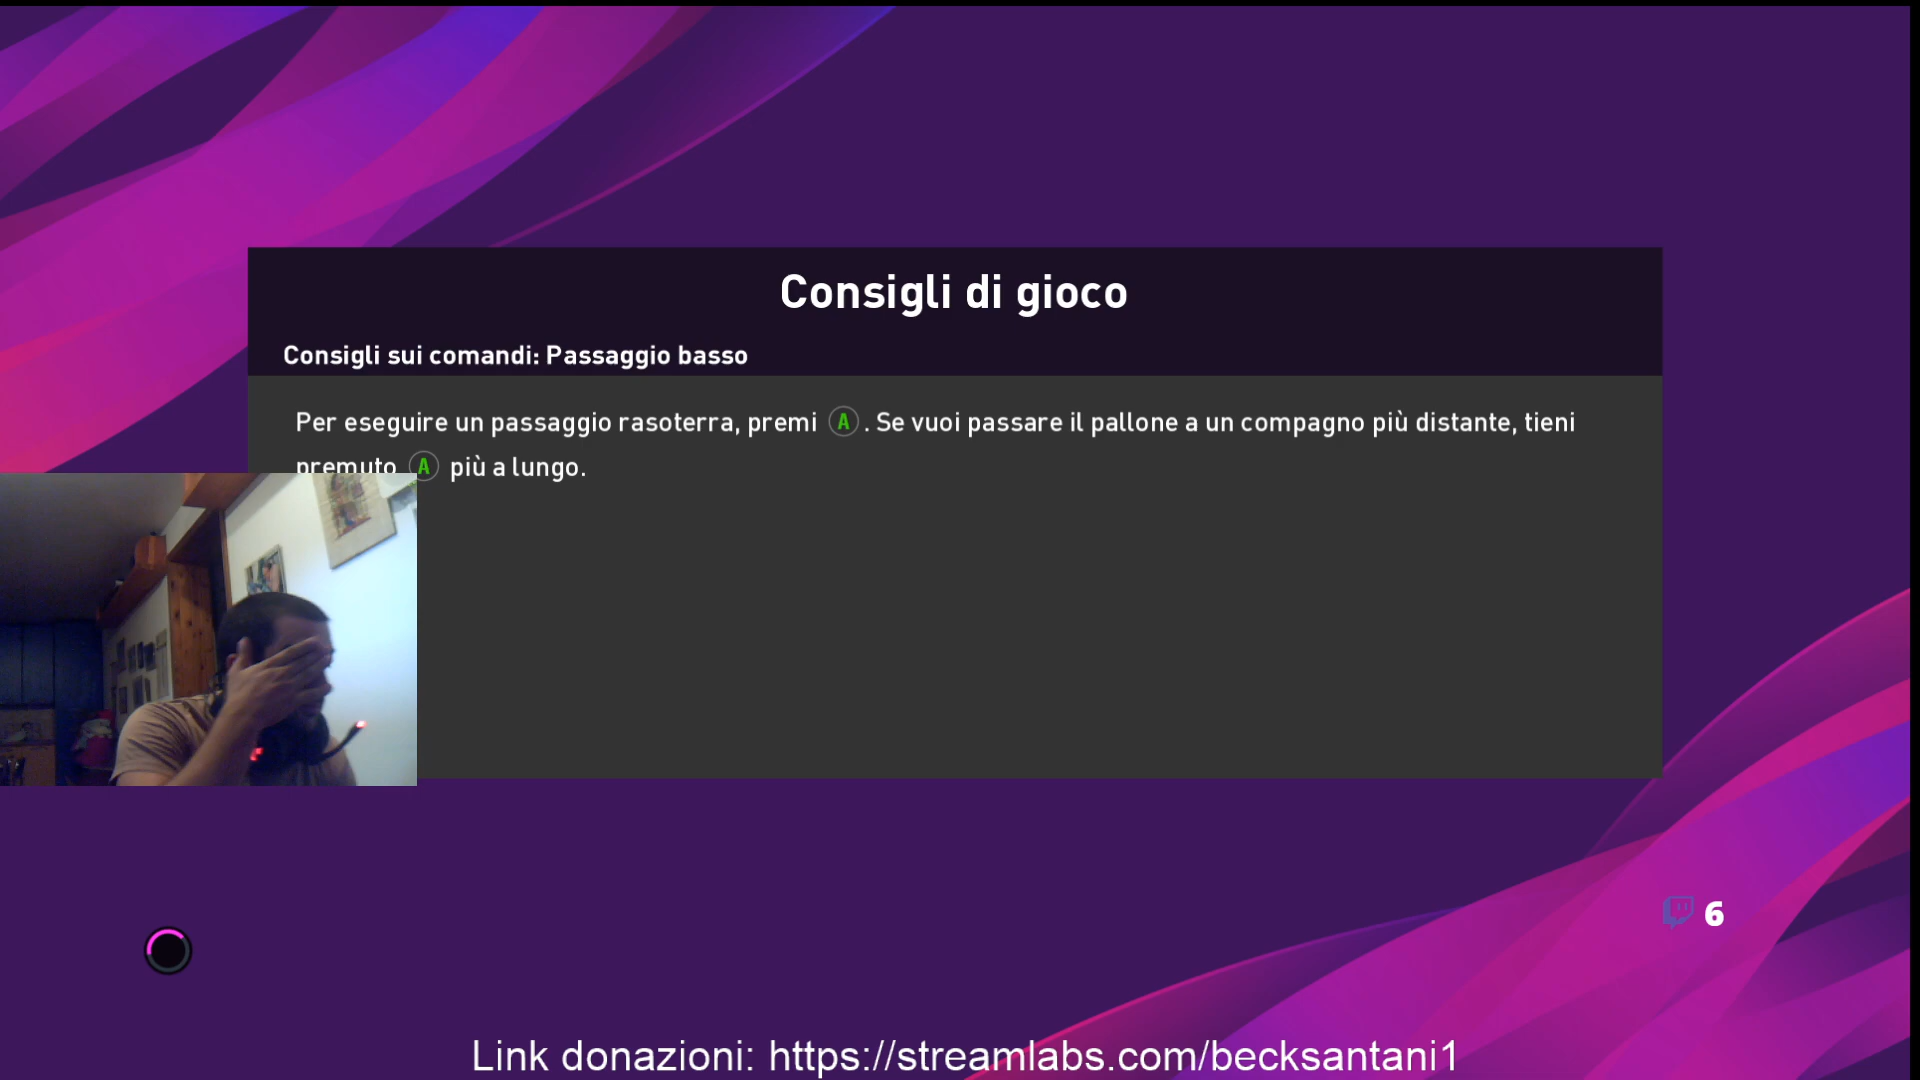 Consigli di gioco
Consigli sui comandi: Passaggio basso
Per eseguire un passaggio rasoterra, premi A. Se vuoi passare il pallone a un compagno più distante, tieni
premuto A più a lungo.
6
Link donazioni: https://streamlabs.com/becksantani1